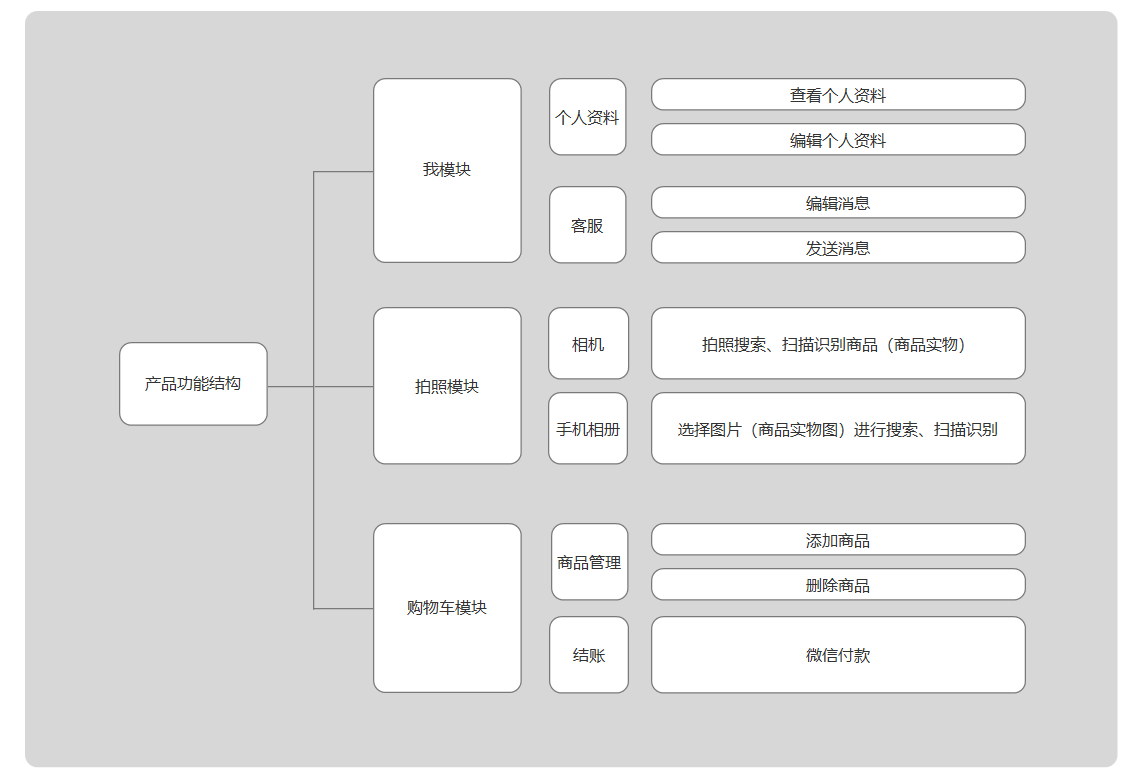 产品功能结构
我模块
个人资料
查看个人资料
编辑个人资料
客服
编辑消息
发送消息
拍照模块
相机
拍照搜索、扫描识别商品（商品实物）
手机相册
选择图片（商品实物图）进行搜索、扫描识别
购物车模块
商品管理
添加商品
删除商品
结账
微信付款